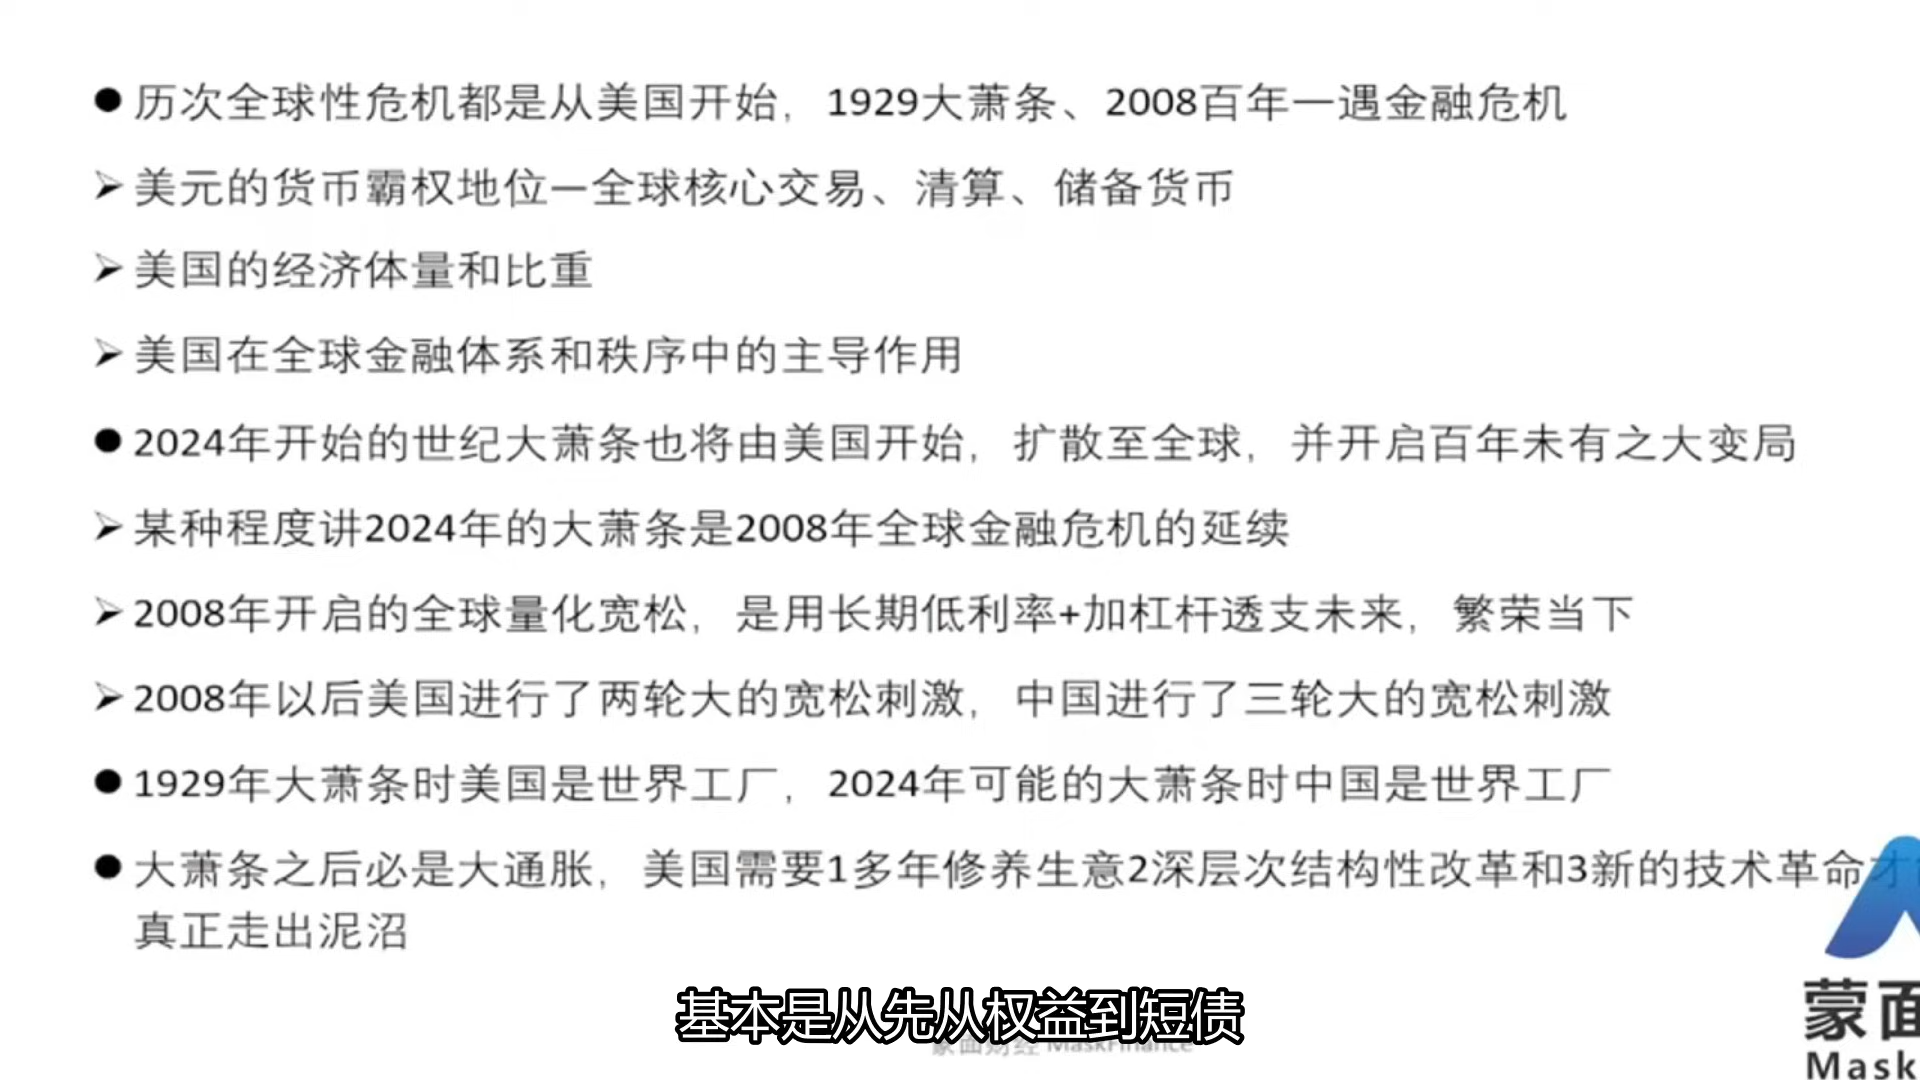 ● 历次全球性危机都是从美国开始，1929大萧条、2008百年一遇金融危机
➢ 美元的货币霸权地位—全球核心交易、清算、储备货币
➢ 美国的经济体量和比重
➢ 美国在全球金融体系和秩序中的主导作用
● 2024年开始的世纪大萧条也将由美国开始，扩散至全球，并开启百年未有之大变局
➢ 某种程度讲2024年的大萧条是2008年全球金融危机的延续
➢ 2008年开启的全球量化宽松，是用长期低利率+加杠杆透支未来，繁荣当下
➢ 2008年以后美国进行了两轮大的宽松刺激，中国进行了三轮大的宽松刺激
● 1929年大萧条时美国是世界工厂，2024年可能的大萧条时中国是世界工厂
● 大萧条之后必是大通胀，美国需要1多年修养生意2深层次结构性改革和3新的技术革命才
真正走出泥沼
基本是从先从权益到短债
蒙面财经 MaskFinance
蒙面
Mask